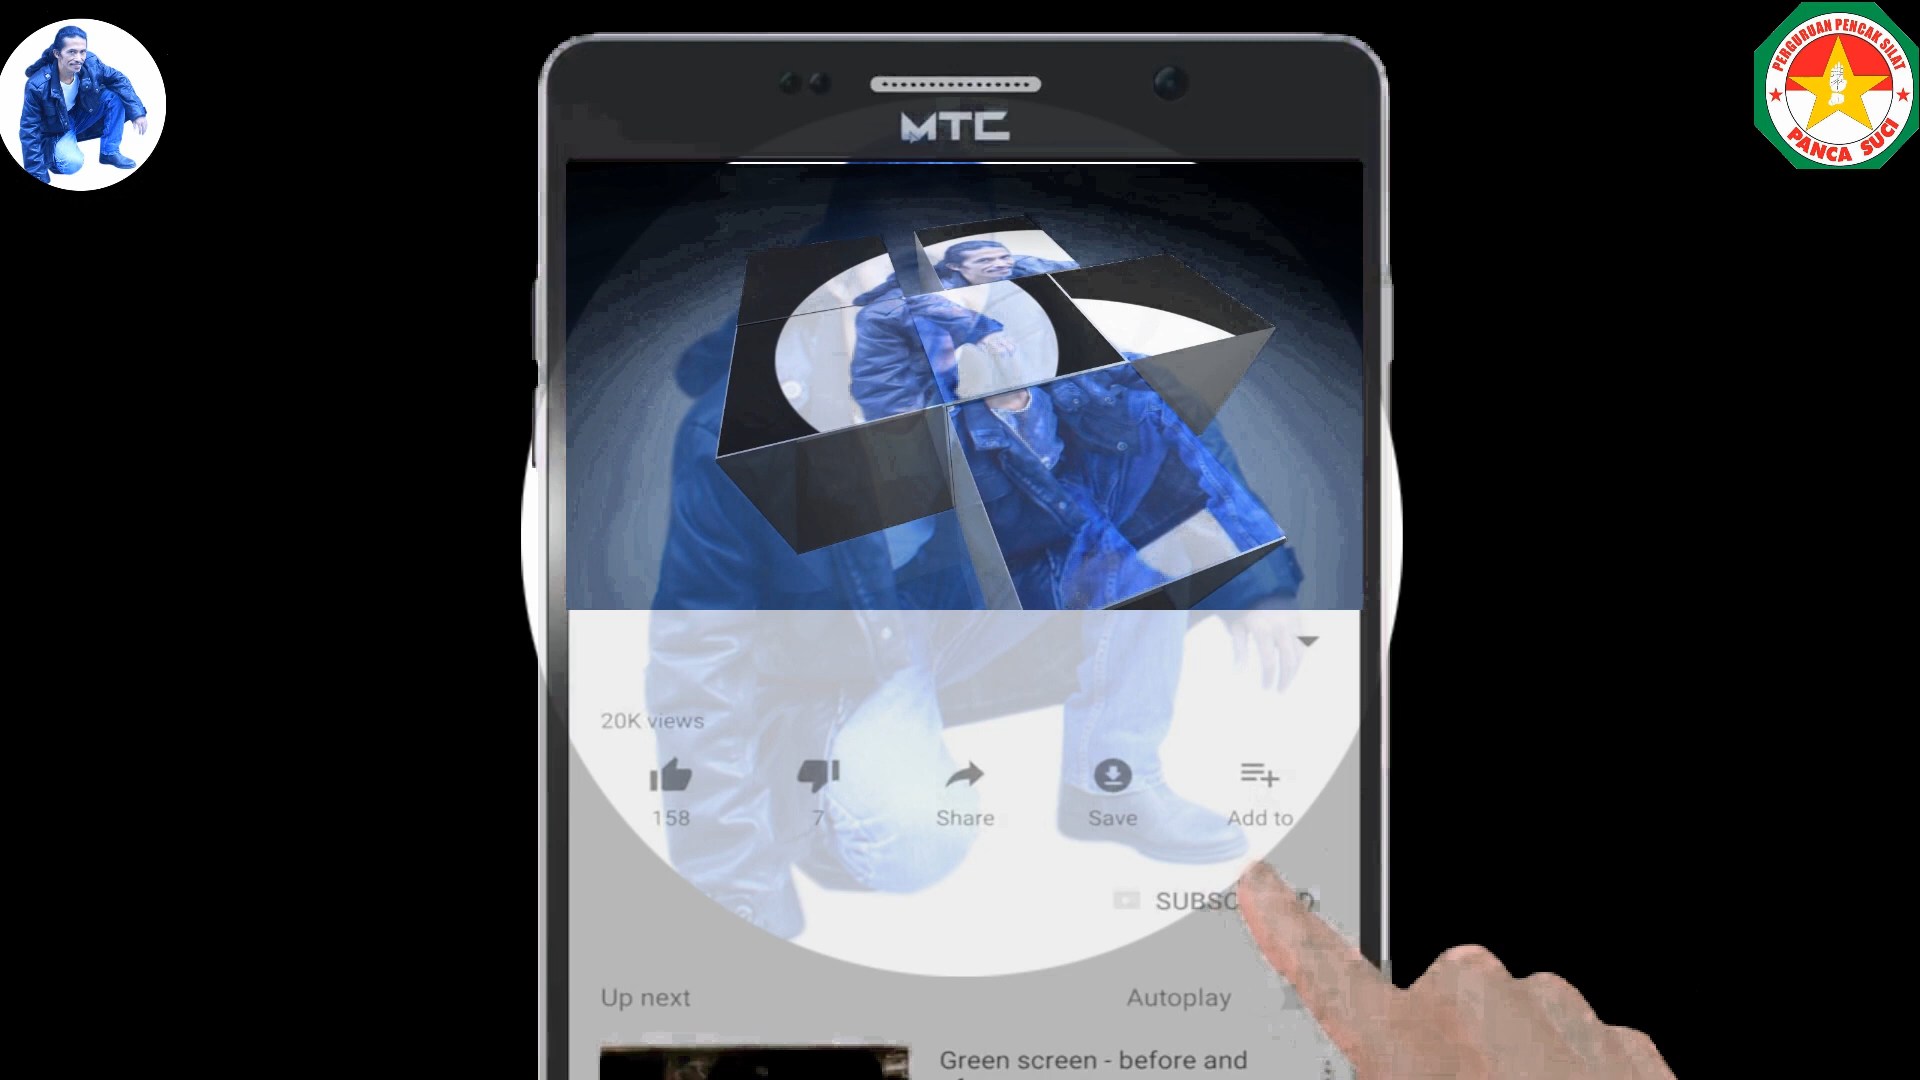 PERGURUAN PENCAK SILAT
PANCA SUCI
MTC
20K views
158
7
Share
Save
Add to
Up next
Autoplay
Green screen - before and